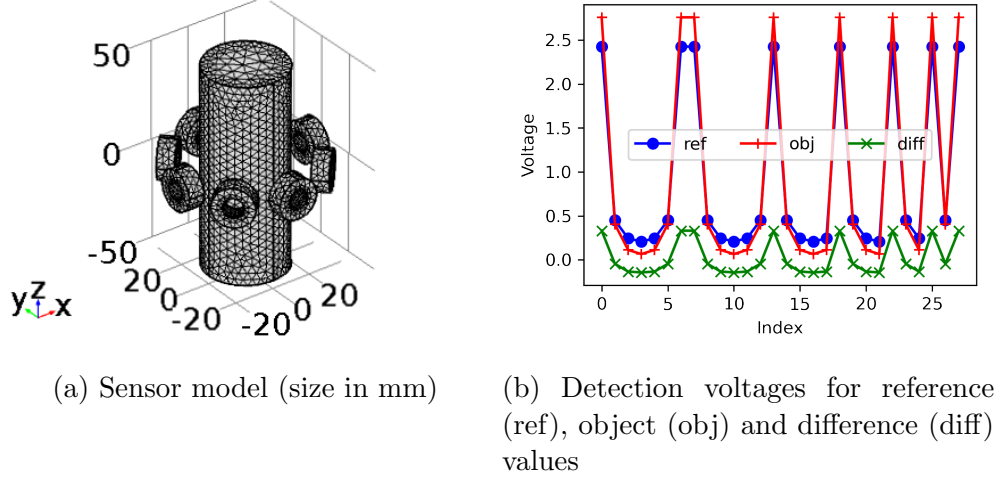 50
0
-50
20
0
-20
-20
0
20
y z x
Voltage
2.5
2.0
1.5
1.0
0.5
0.0
ref obj diff
0 5 10 15 20 25
Index
(a) Sensor model (size in mm)
(b) Detection voltages for reference
(ref), object (obj) and difference (diff)
values